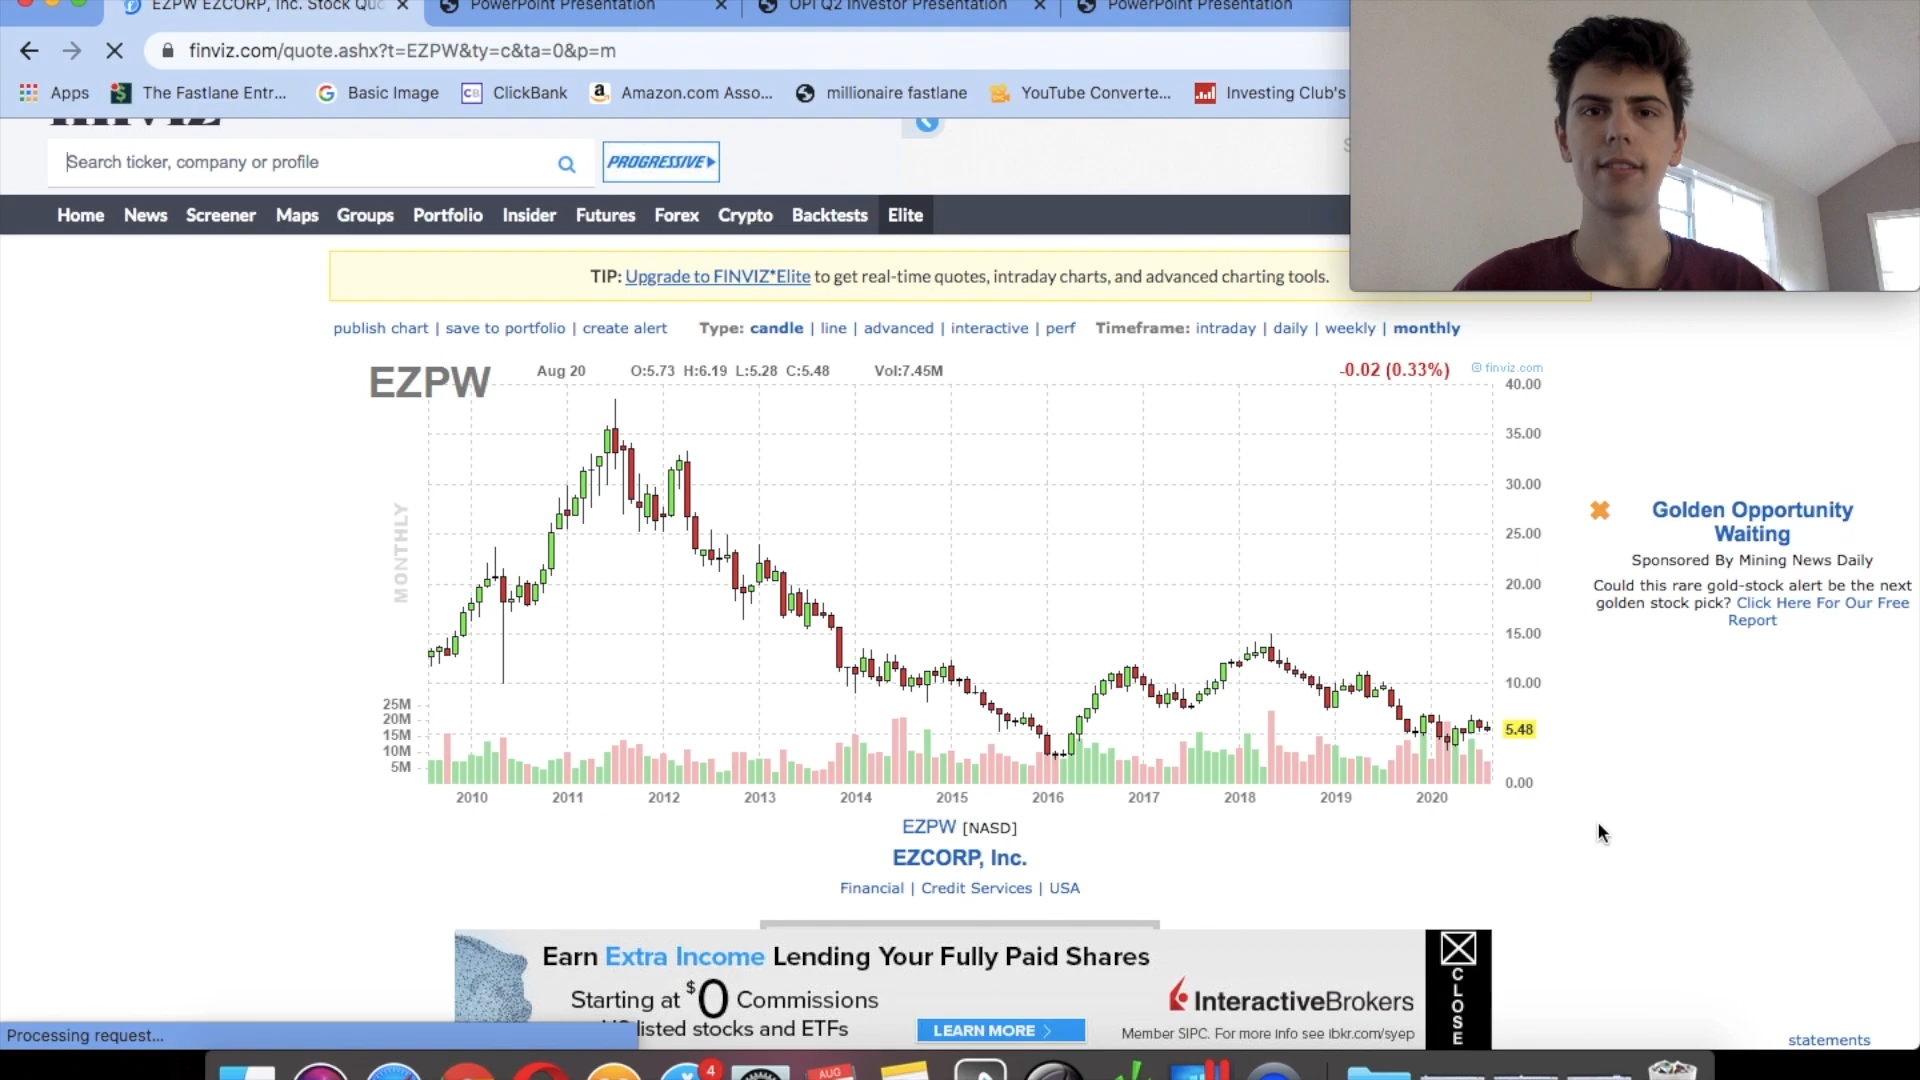 EZPW EZCORP, Inc. Stock Quo
PowerPoint Presentation
OPI Q2 Investor Presentation
PowerPoint Presentation
finviz.com/quote.ashx?t=EZPW&ty=c&ta=0&p=m
Apps
The Fastlane Entr...
Basic Image
CB ClickBank
Amazon.com Asso...
millionaire fastlane
YouTube Converte...
Investing Club's
finviz
Search ticker, company or profile
PROGRESSIVE
Home News Screener Maps Groups Portfolio Insider Futures Forex Crypto Backtests Elite
TIP: Upgrade to FINVIZ*Elite to get real-time quotes, intraday charts, and advanced charting tools.
publish chart | save to portfolio | create alert Type: candle | line | advanced | interactive | perf Timeframe: intraday | daily | weekly | monthly
EZPW Aug 20 O:5.73 H:6.19 L:5.28 C:5.48 Vol:7.45M -0.02 (0.33%) © finviz.com
40.00
35.00
30.00
25.00
20.00
15.00
10.00
5.48
0.00
MONTHLY
25M
20M
15M
10M
5M
2010 2011 2012 2013 2014 2015 2016 2017 2018 2019 2020
EZPW [NASD]
EZCORP, Inc.
Financial | Credit Services | USA
Golden Opportunity
Waiting
Sponsored By Mining News Daily
Could this rare gold-stock alert be the next
golden stock pick? Click Here For Our Free
Report
Earn Extra Income Lending Your Fully Paid Shares
Starting at $0 Commissions
US listed stocks and ETFs
LEARN MORE
InteractiveBrokers
Member SIPC. For more info see ibkr.com/syep
CLOSE
statements
Processing request...
4
AUG